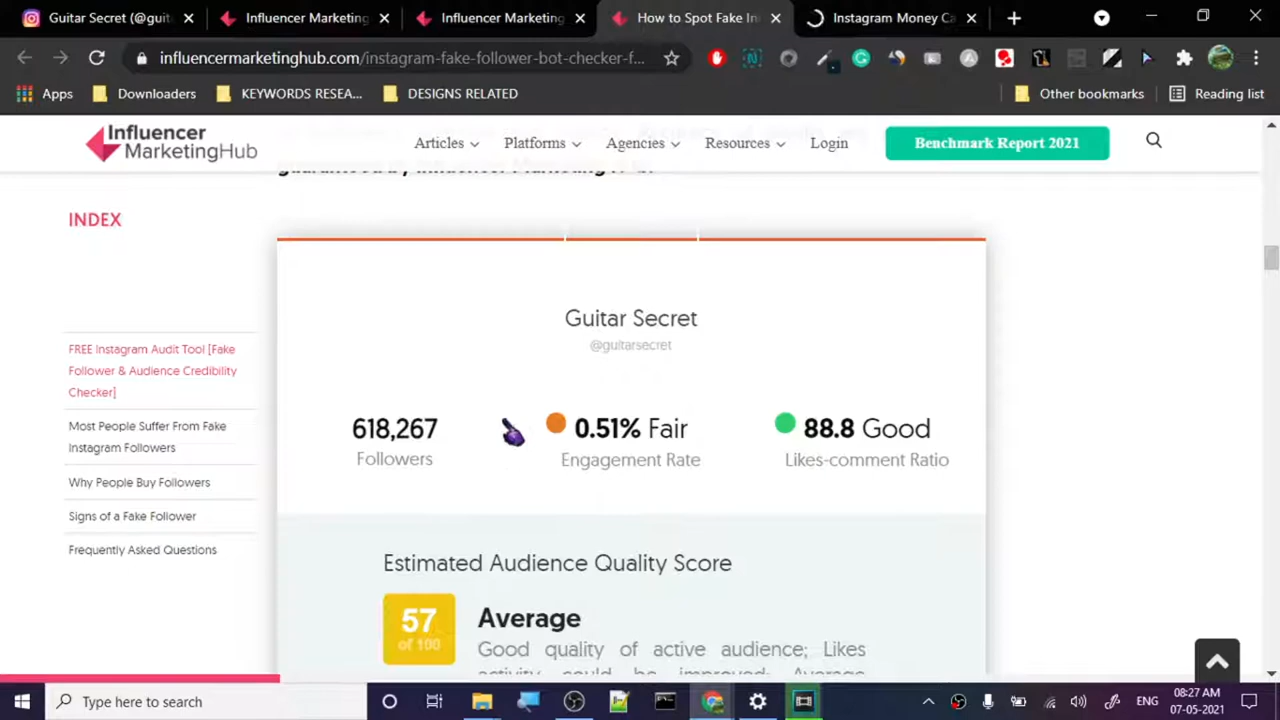 Guitar Secret (@guit
Influencer Marketing
Influencer Marketing
How to Spot Fake In
Instagram Money Ca
influencermarketinghub.com/instagram-fake-follower-bot-checker-f...
Apps
Downloaders
KEYWORDS RESEA...
DESIGNS RELATED
Other bookmarks
Reading list
Influencer
MarketingHub
Articles
Platforms
Agencies
Resources
Login
Benchmark Report 2021
INDEX
FREE Instagram Audit Tool [Fake
Follower & Audience Credibility
Checker]
Most People Suffer From Fake
Instagram Followers
Why People Buy Followers
Signs of a Fake Follower
Frequently Asked Questions
Guitar Secret
@guitarsecret
618,267
Followers
0.51% Fair
Engagement Rate
88.8 Good
Likes-comment Ratio
Estimated Audience Quality Score
57
of 100
Average
Good quality of active audience; Likes
activity could be improved; Average
Type here to search
ENG
08:27 AM
07-05-2021